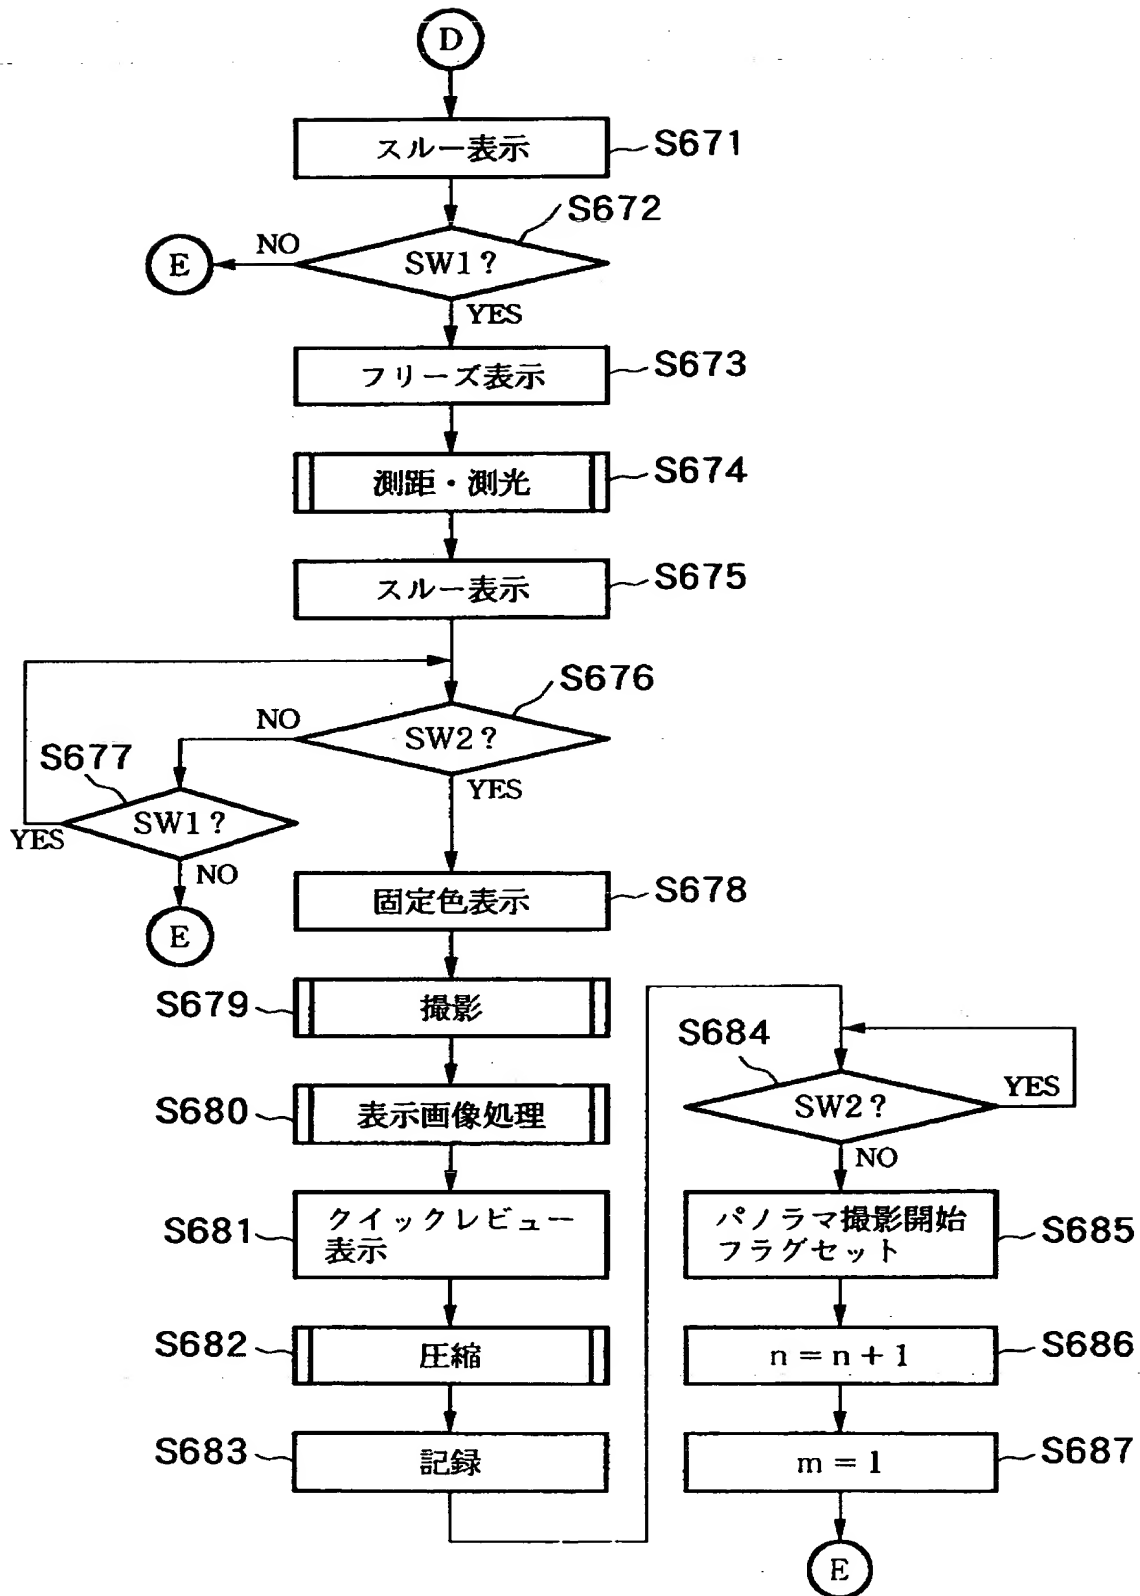 D
スルー表示
S671
S672
SW1?
NO
E
YES
フリーズ表示
S673
測距・測光
S674
スルー表示
S675
S676
SW2?
NO
YES
S677
SW1?
YES
NO
E
固定色表示
S678
S679
撮影
S680
表示画像処理
S681
クイックレビュー
表示
S682
圧縮
S683
記録
S684
SW2?
YES
NO
パノラマ撮影開始
フラグセット
S685
n = n + 1
S686
m = 1
S687
E